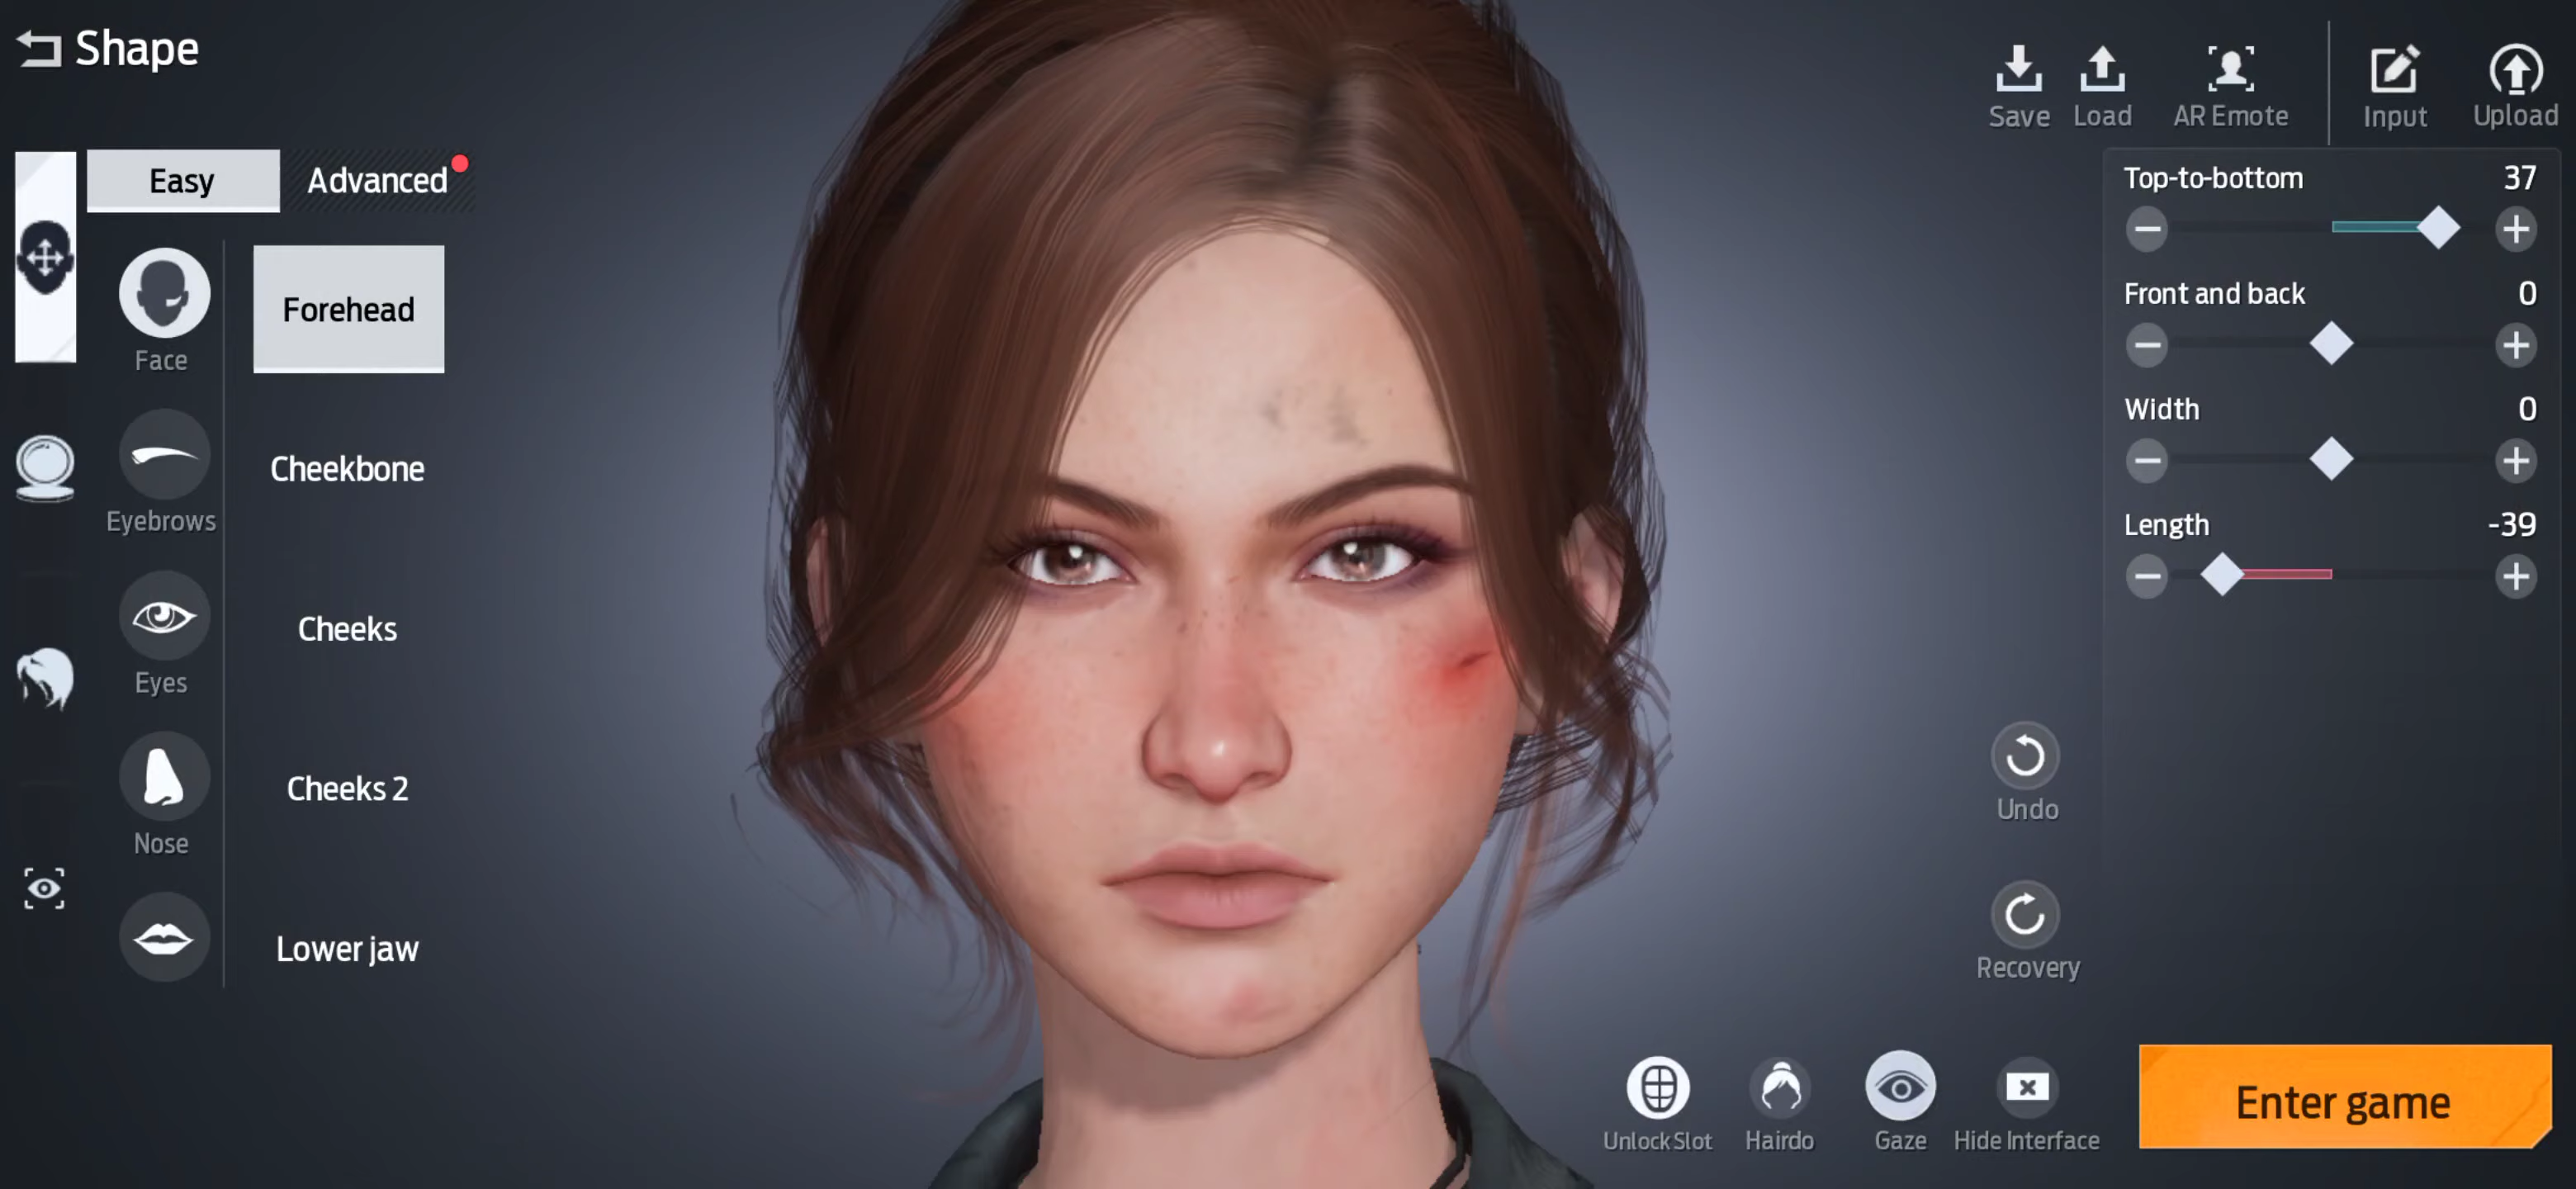 Shape
Save
Load
AR Emote
Input
Upload
Easy
Advanced
Top-to-bottom 37
Front and back 0
Width 0
Length -39
Face
Eyebrows
Eyes
Nose
Forehead
Cheekbone
Cheeks
Cheeks 2
Lower jaw
Undo
Recovery
Unlock Slot
Hairdo
Gaze
Hide Interface
Enter game